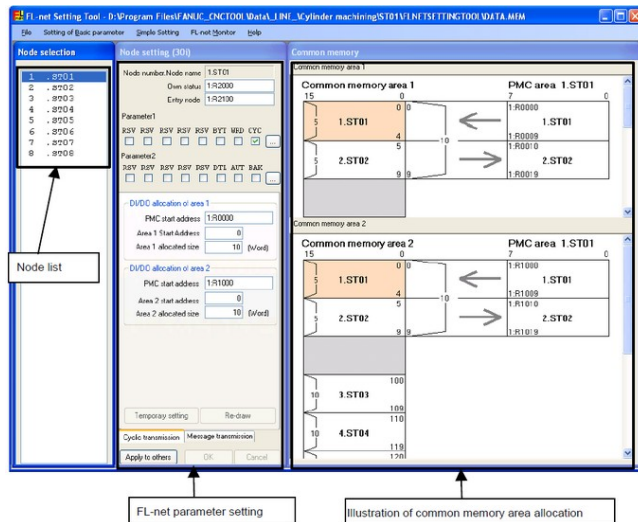 FL-net Setting Tool - D:\Program Files\FANUC_CNCTOOL\Data\_LINE_\Cylinder machining\ST01\FLNETSETTINGTOOL\DATA.MEM
File Setting of Basic parameter Simple Setting FL-net Monitor Help
Node selection
1 .ST01
2 .ST02
3 .ST03
4 .ST04
5 .ST05
6 .ST06
7 .ST07
8 .ST08
Node list
Node setting (30i)
Node number.Node name 1.ST01
Own status 1:R2000
Entry node 1:R2100
Parameter1
RSV RSV RSV RSV RSV BYT WRD CYC
...
Parameter2
RSV RSV RSV RSV RSV DTL AUT BAK
...
DI/DO allocation of area 1
PMC start address 1:R0000
Area 1 Start Address 0
Area 1 allocated size 10 (Word)
DI/DO allocation of area 2
PMC start address 1:R1000
Area 2 start address 0
Area 2 allocated size 10 (Word)
Temporay setting Re-draw
Cyclic transmission Message transmission
Apply to others OK Cancel
FL-net parameter setting
Common memory
Common memory area 1
Common memory area 1 PMC area 1.ST01
15 0 7 0
0 0 1:R0000
5 1.ST01 1.ST01
4 10 1:R0009
5 1:R0010
5 2.ST02 2.ST02
9 9 1:R0019
Common memory area 2
Common memory area 2 PMC area 1.ST01
15 0 7 0
0 0 1:R1000
5 1.ST01 1.ST01
4 10 1:R1009
5 1:R1010
5 2.ST02 2.ST02
9 9 1:R1019
100
10 3.ST03
109
110
10 4.ST04
119
120
Illustration of common memory area allocation